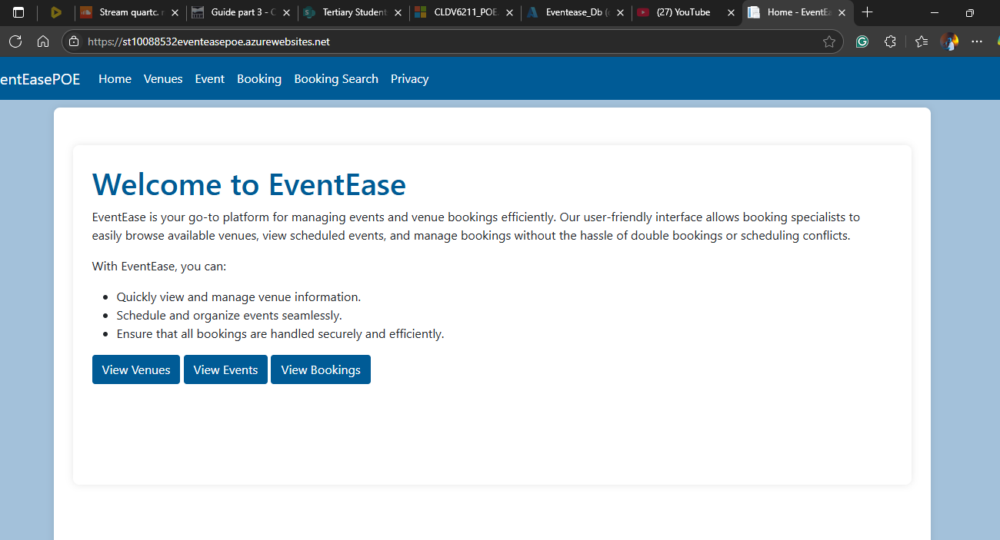 Stream quartc.
Guide part 3 - C
Tertiary Student
CLDV6211_POE.
Eventease_Db (
(27) YouTube
Home - EventEa
https://st10088532eventeasepoe.azurewebsites.net
entEasePOE
Home
Venues
Event
Booking
Booking Search
Privacy
Welcome to EventEase
EventEase is your go-to platform for managing events and venue bookings efficiently. Our user-friendly interface allows booking specialists to
easily browse available venues, view scheduled events, and manage bookings without the hassle of double bookings or scheduling conflicts.
With EventEase, you can:
Quickly view and manage venue information.
Schedule and organize events seamlessly.
Ensure that all bookings are handled securely and efficiently.
View Venues
View Events
View Bookings